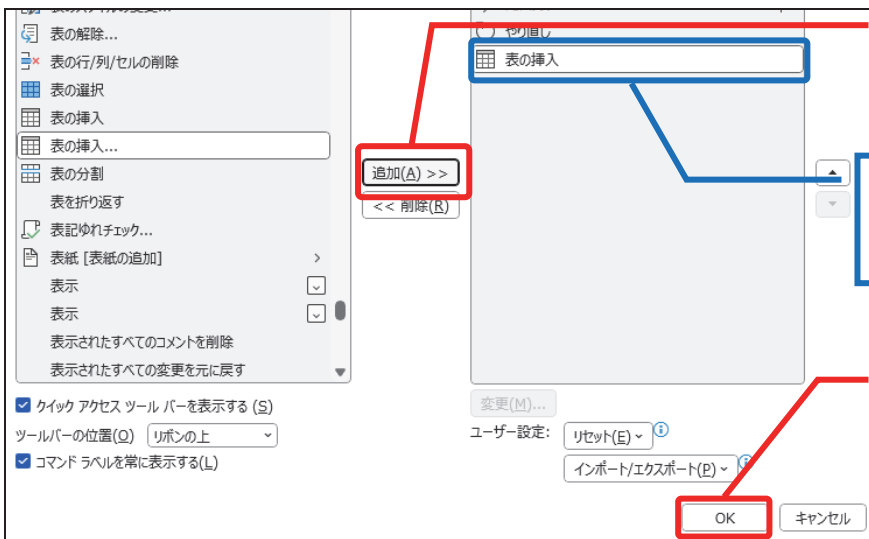 表の解除...
表の行/列/セルの削除
表の選択
表の挿入
表の挿入...
表の分割
表を折り返す
表記ゆれチェック...
表紙 [表紙の追加]
表示
表示
表示されたすべてのコメントを削除
表示されたすべての変更を元に戻す
追加(A) >>
<< 削除(R)
やり直し
表の挿入
クイック アクセス ツール バーを表示する (S)
ツールバーの位置(O) リボンの上
コマンド ラベルを常に表示する(L)
変更(M)...
ユーザー設定: リセット(E)
インポート/エクスポート(P)
OK キャンセル